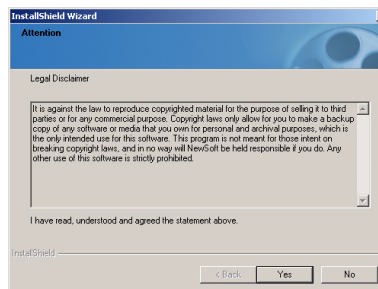 InstallShield Wizard
Attention
Legal Disclaimer
It is against the law to reproduce copyrighted material for the purpose of selling it to third
parties or for any commercial purpose. Copyright laws only allow for you to make a backup
copy of any software or media that you own for personal and archival purposes, which is
the only intended use for this software. This program is not meant for those intent on
breaking copyright laws, and in no way will NewSoft be held responsible if you do. Any
other use of this software is strictly prohibited.
I have read, understood and agreed the statement above.
InstallShield
< Back
Yes
No